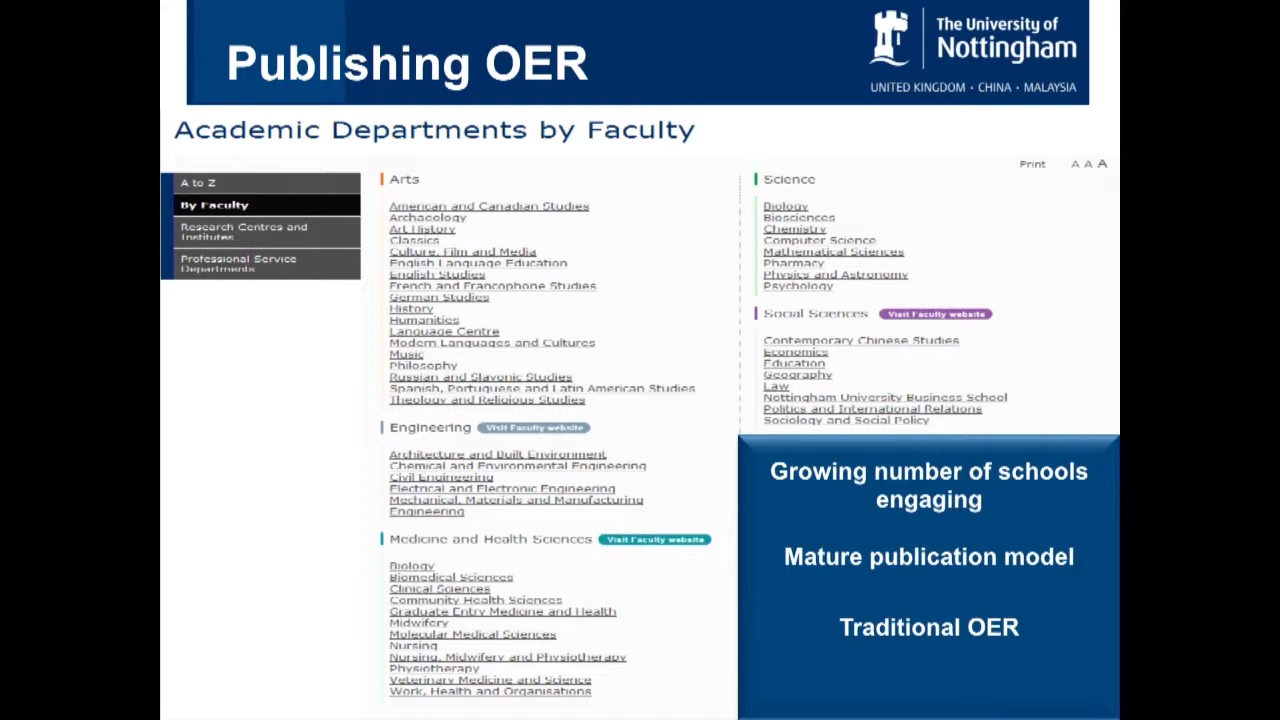 Publishing OER
The University of
Nottingham
UNITED KINGDOM · CHINA · MALAYSIA
Academic Departments by Faculty
Print A A A
A to Z
By Faculty
Research Centres and
Institutes
Professional Service
Departments
Arts
American and Canadian Studies
Archaeology
Art History
Classics
Culture, Film and Media
English Language Education
English Studies
French and Francophone Studies
German Studies
History
Humanities
Language Centre
Modern Languages and Cultures
Music
Philosophy
Russian and Slavonic Studies
Spanish, Portuguese and Latin American Studies
Theology and Religious Studies
Engineering Visit Faculty website
Architecture and Built Environment
Chemical and Environmental Engineering
Civil Engineering
Electrical and Electronic Engineering
Mechanical, Materials and Manufacturing
Engineering
Medicine and Health Sciences Visit Faculty website
Biology
Biomedical Sciences
Clinical Sciences
Community Health Sciences
Graduate Entry Medicine and Health
Midwifery
Molecular Medical Sciences
Nursing
Nursing, Midwifery and Physiotherapy
Physiotherapy
Veterinary Medicine and Science
Work, Health and Organisations
Science
Biology
Biosciences
Chemistry
Computer Science
Mathematical Sciences
Pharmacy
Physics and Astronomy
Psychology
Social Sciences Visit Faculty website
Contemporary Chinese Studies
Economics
Education
Geography
Law
Nottingham University Business School
Politics and International Relations
Sociology and Social Policy
Growing number of schools
engaging
Mature publication model
Traditional OER